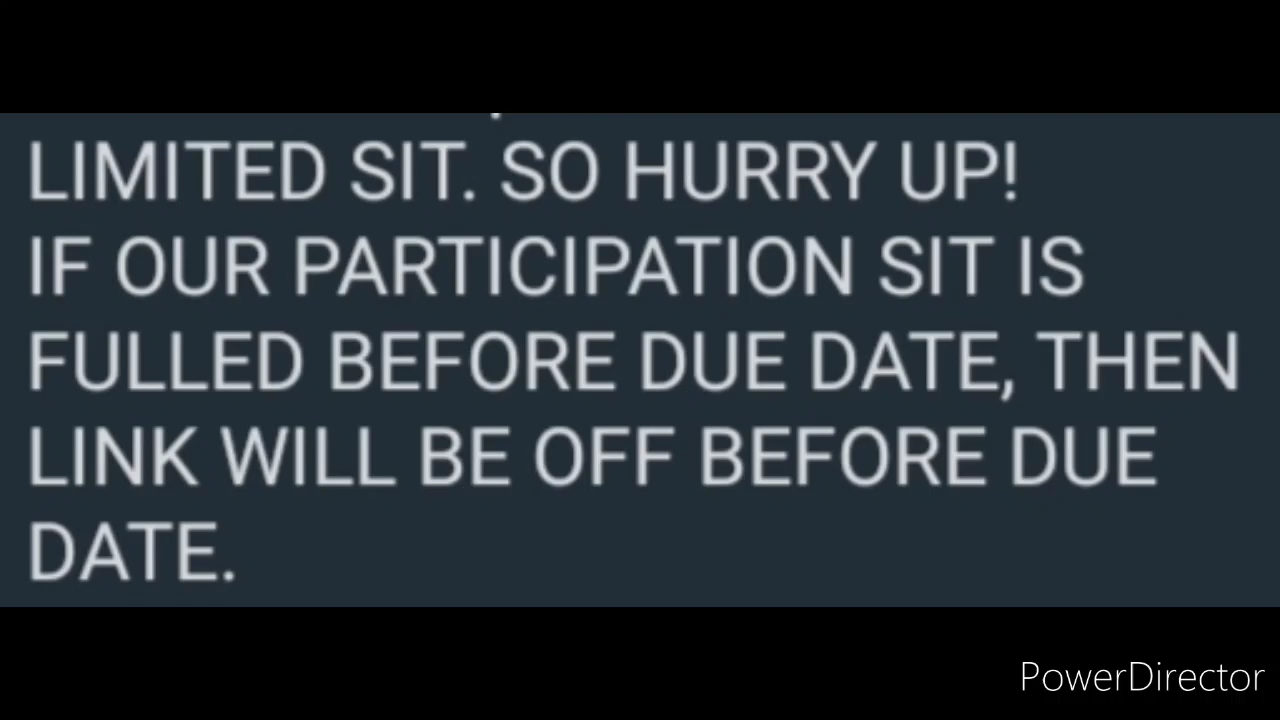 LIMITED SIT. SO HURRY UP!
IF OUR PARTICIPATION SIT IS
FULLED BEFORE DUE DATE, THEN
LINK WILL BE OFF BEFORE DUE
DATE.
PowerDirector